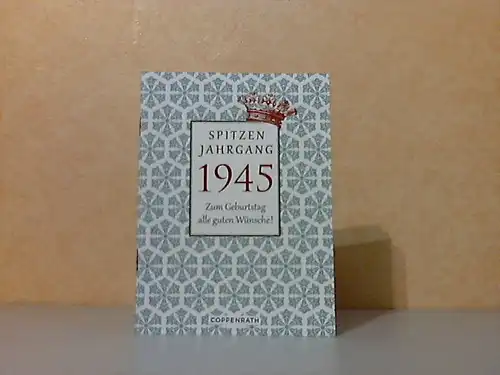 SPITZEN
JAHRGANG
1945
Zum Geburtstag
alle guten Wünsche!
COPPENRATH